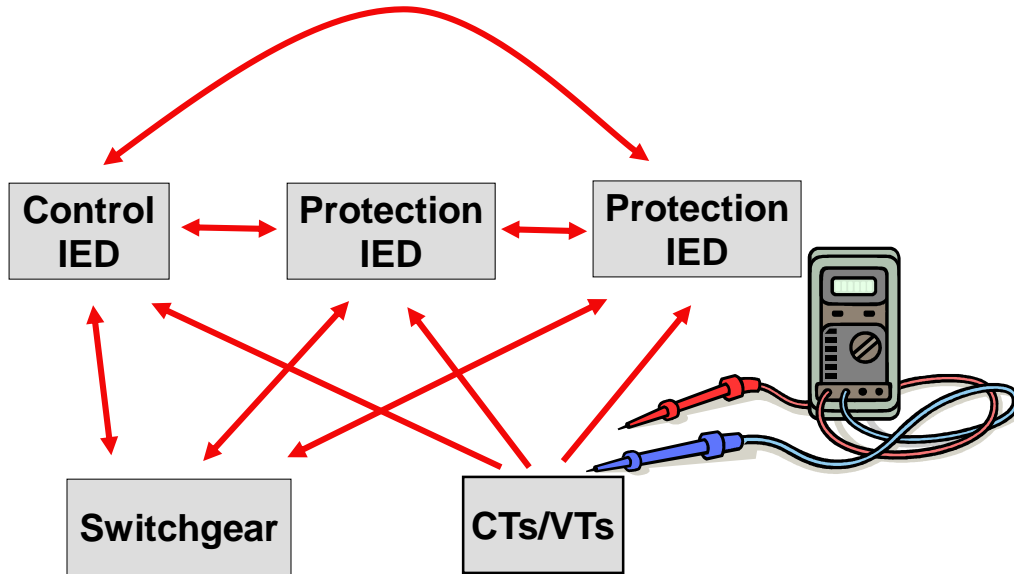 Control
IED
Protection
IED
Protection
IED
Switchgear
CTs/VTs